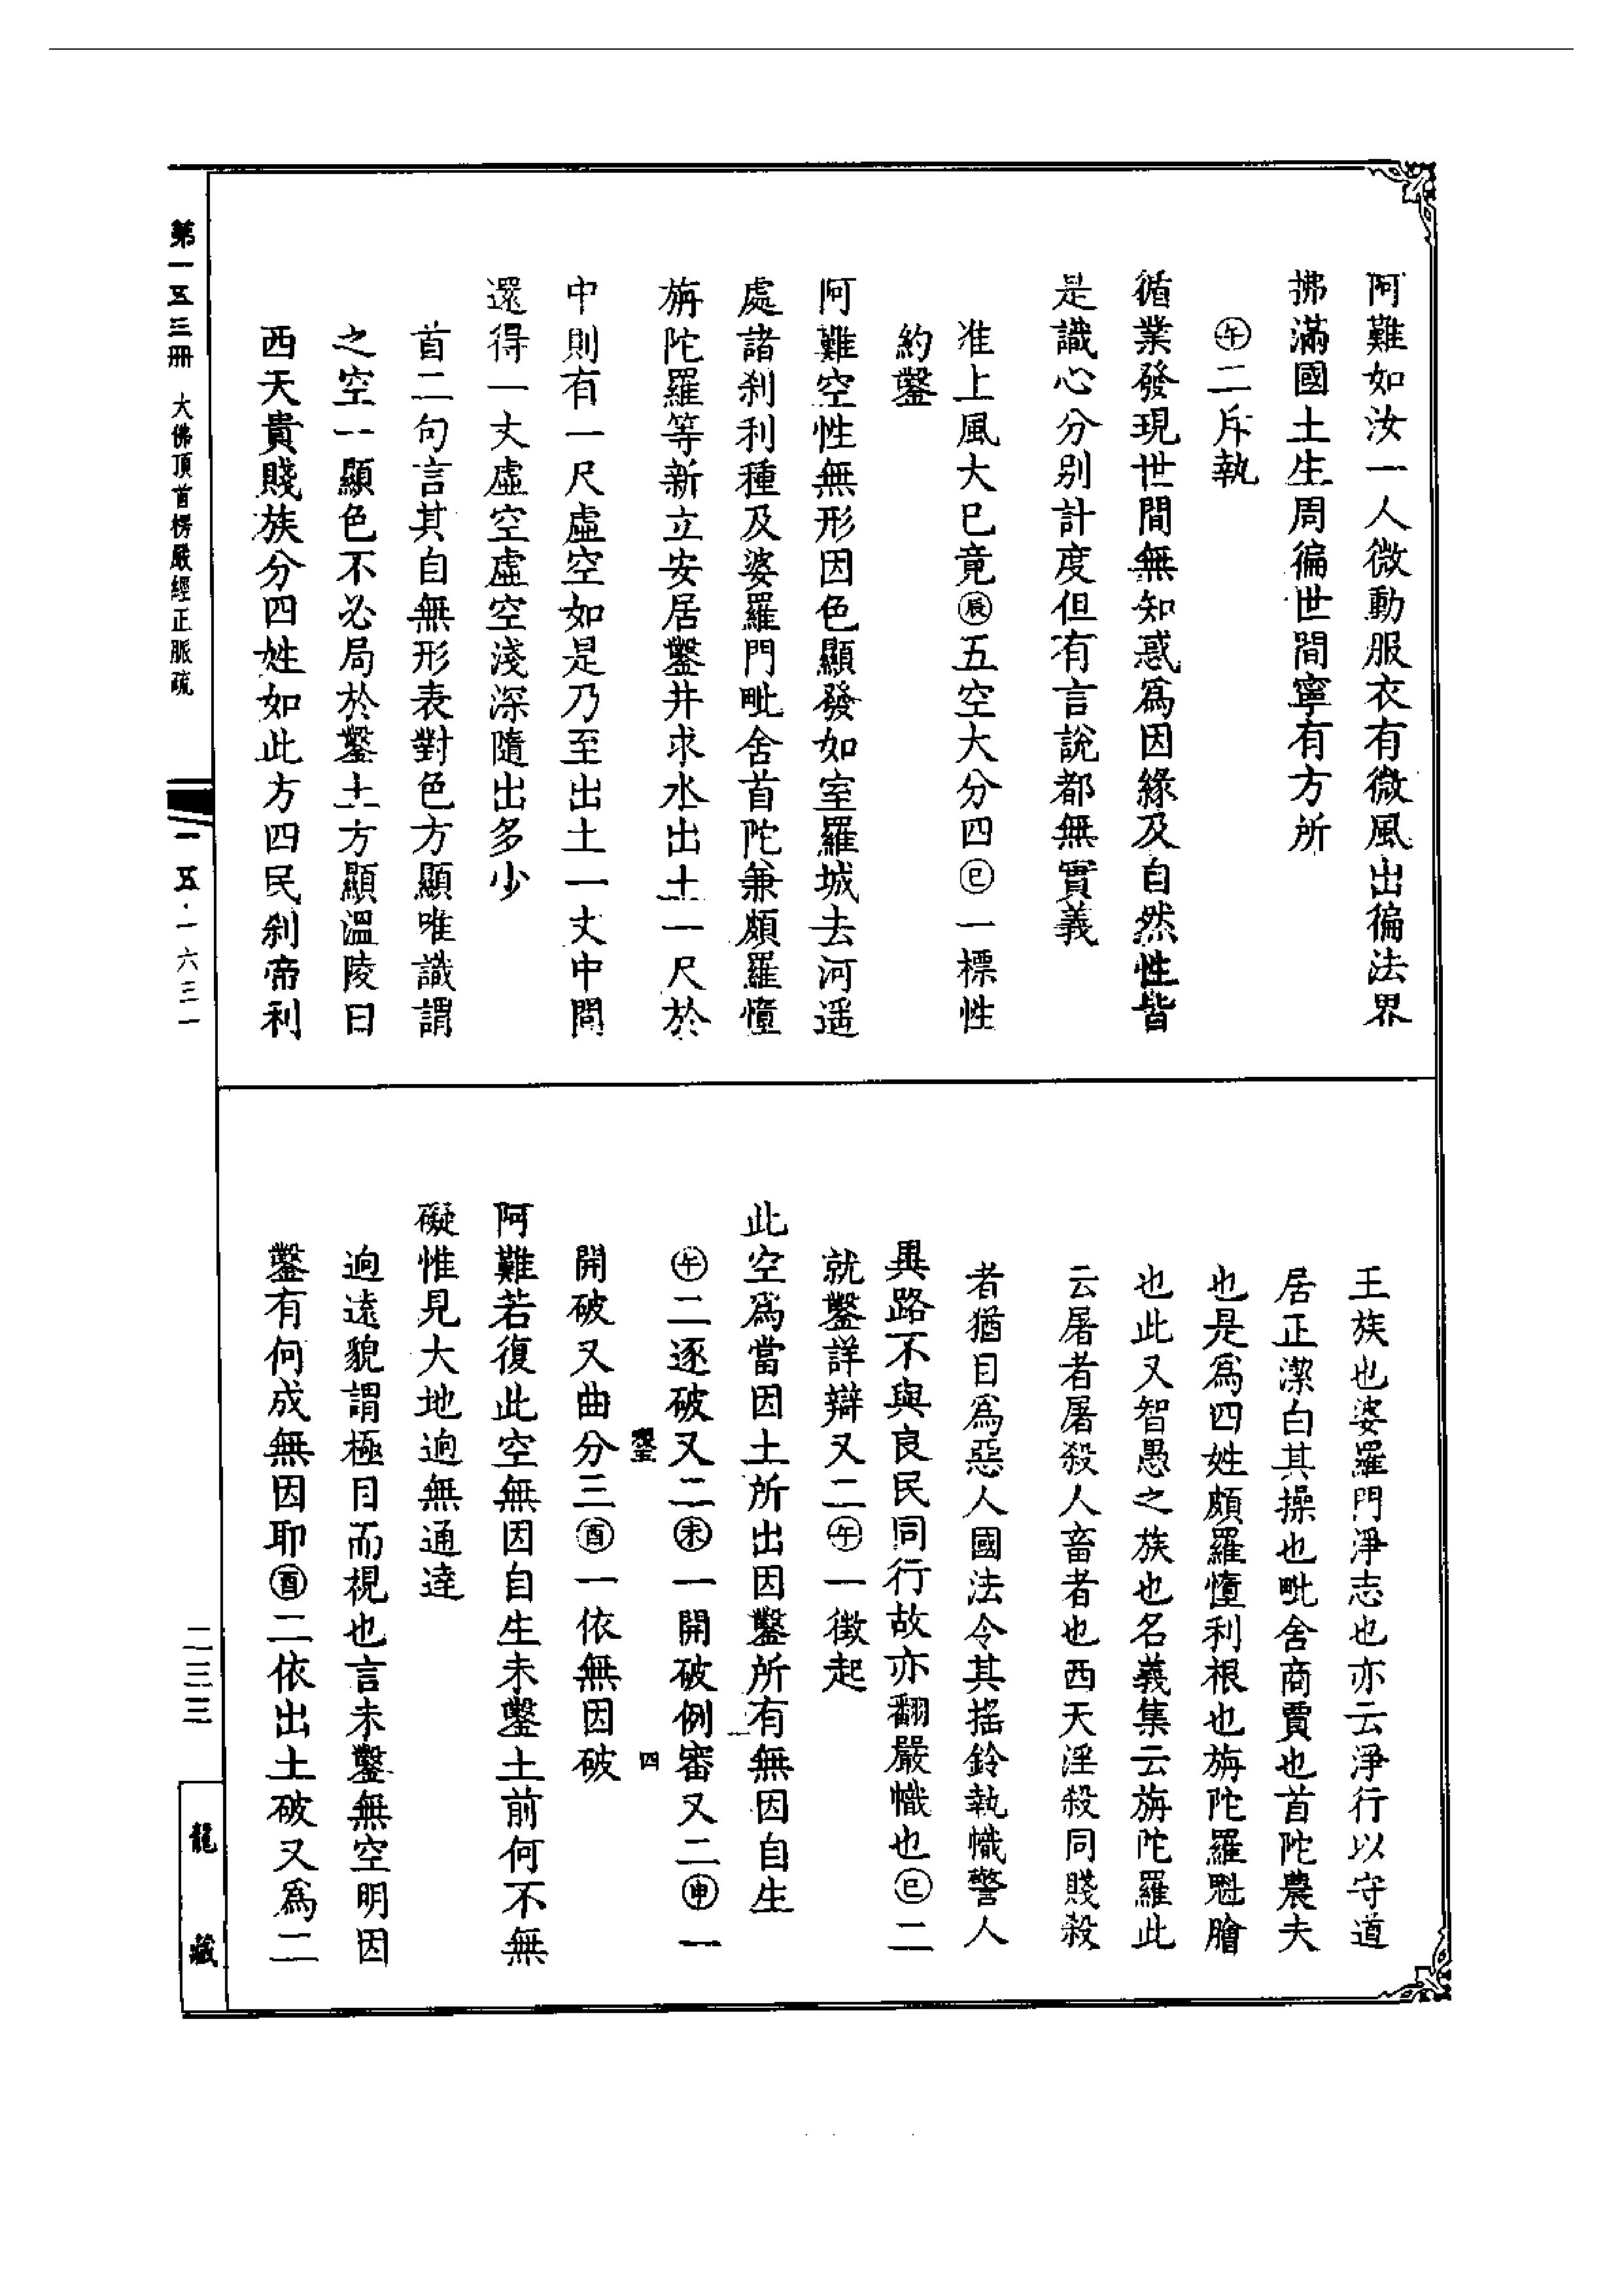 阿難如汝一人微動服衣有微風出徧法界
拂滿國土生周徧世間寧有方所
㊌二斥執
循業發現世間無知惑為因緣及自然性皆
是識心分别計度但有言說都無實義
准上風大已竟㊎五空大分四㊁一標性
約鑿
阿難空性無形因色顯發如室羅城去河遥
處諸刹利種及婆羅門毗舍首陀兼頗羅憧
旃陀羅等新立安居鑿井求水出土一尺於
中則有一尺虛空如是乃至出土一丈中間
還得一丈虛空虛空淺深隨出多少
首二句言其自無形表對色方顯唯識謂
之空一顯色不必局於鑿土方顯溫陵曰
西天貴賤族分四姓如此方四民刹帝利
王族也婆羅門淨志也亦云淨行以守道
居正潔白其操也毗舍商賈也首陀農夫
也是為四姓頗羅憧利根也旃陀羅魁膾
也此又智愚之族也名義集云旃陀羅此
云屠者屠殺人畜者也西天淫殺同賤殺
者猶目為惡人國法令其搖鈴執幟警人
異路不與良民同行故亦翻嚴幟也(巳)二
就鑿詳辯又二(午)一徵起
此空為當因土所出因鑿所有無因自生
(午)二逐破又二(未)一開破例審又二(申)一
鑿 四
開破又曲分三(酉)一依無因破
阿難若復此空無因自生未鑿土前何不無
礙惟見大地逈無通達
逈遠貌謂極目而視也言未鑿無空明因
鑿有何成無因耶(酉)二依出土破又為二
第一五三冊 大佛頂首楞嚴經正脈疏
一五·一六三一
二三三
龍藏